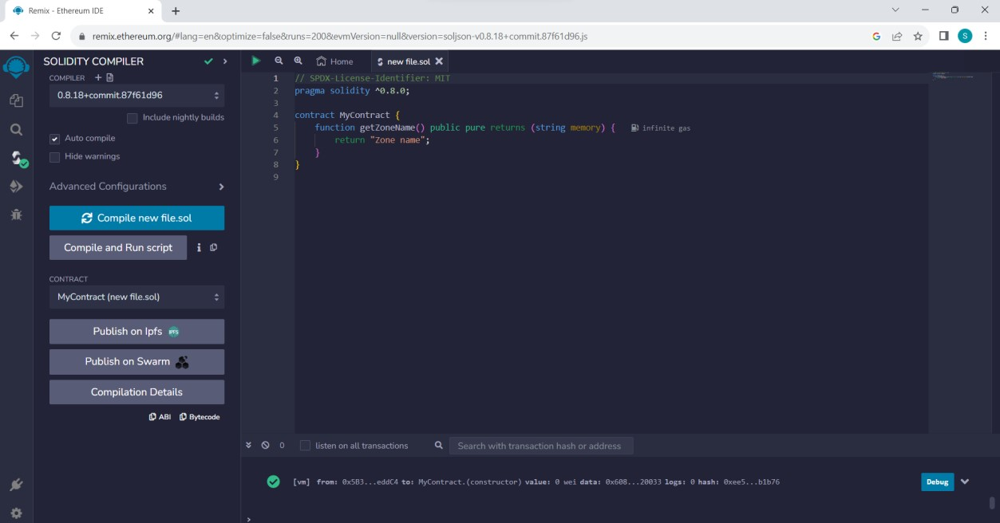 Remix - Ethereum IDE
remix.ethereum.org/#lang=en&optimize=false&runs=200&evmVersion=null&version=soljson-v0.8.18+commit.87f61d96.js
S
SOLIDITY COMPILER
COMPILER
0.8.18+commit.87f61d96
Include nightly builds
Auto compile
Hide warnings
Advanced Configurations
Compile new file.sol
Compile and Run script
CONTRACT
MyContract (new file.sol)
Publish on Ipfs
IPFS
Publish on Swarm
Compilation Details
ABI Bytecode
Home new file.sol
1 // SPDX-License-Identifier: MIT
2 pragma solidity ^0.8.0;
3
4 contract MyContract {
5 function getZoneName() public pure returns (string memory) { infinite gas
6 return "Zone name";
7 }
8 }
9
0 listen on all transactions Search with transaction hash or address
[vm] from: 0x5B3...eddC4 to: MyContract.(constructor) value: 0 wei data: 0x608...20033 logs: 0 hash: 0xee5...b1b76 Debug
>